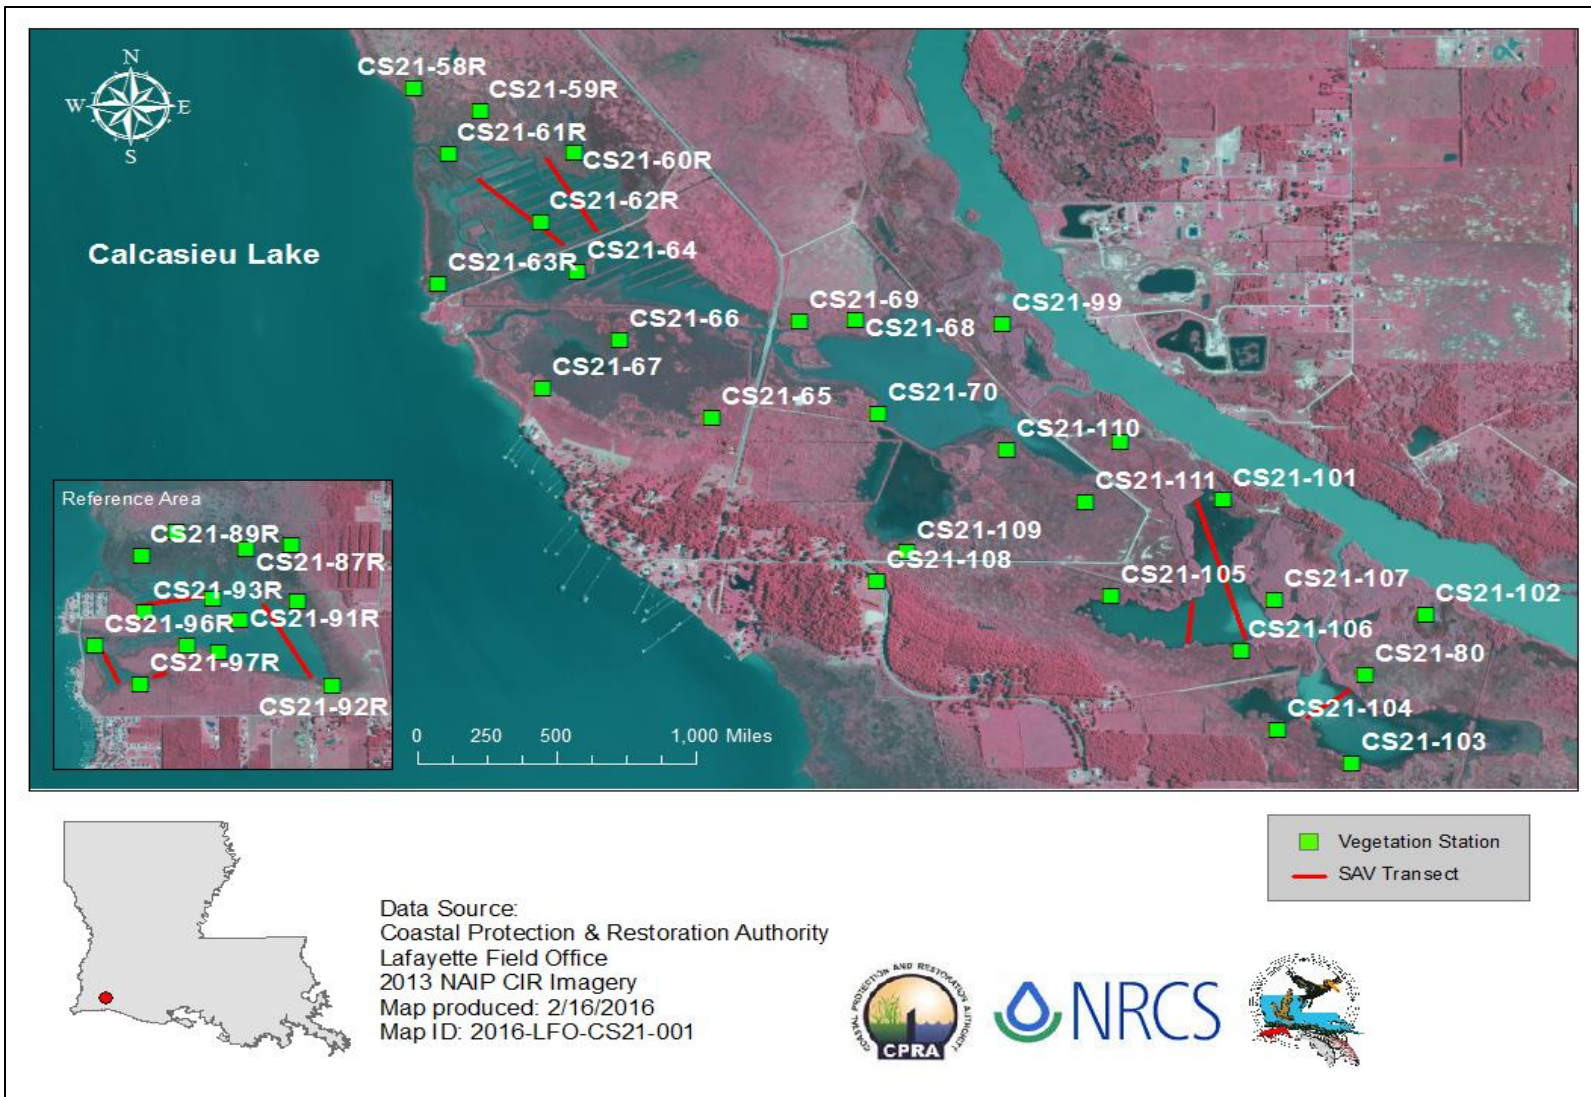 N
W E
S
CS21-58R
CS21-59R
CS21-61R
CS21-60R
CS21-62R
Calcasieu Lake
CS21-64
CS21-63R
CS21-69
CS21-99
CS21-66
CS21-68
CS21-67
CS21-65
CS21-70
CS21-110
CS21-111
CS21-101
CS21-109
CS21-108
CS21-105
CS21-107
CS21-102
CS21-106
CS21-80
CS21-104
CS21-103
Reference Area
CS21-89R
CS21-87R
CS21-93R
CS21-91R
CS21-96R
CS21-97R
CS21-92R
0 250 500 1,000 Miles
Vegetation Station
SAV Transect
Data Source:
Coastal Protection & Restoration Authority
Lafayette Field Office
2013 NAIP CIR Imagery
Map produced: 2/16/2016
Map ID: 2016-LFO-CS21-001
COASTAL PROTECTION AND RESTORATION AUTHORITY
CPRA
NRCS